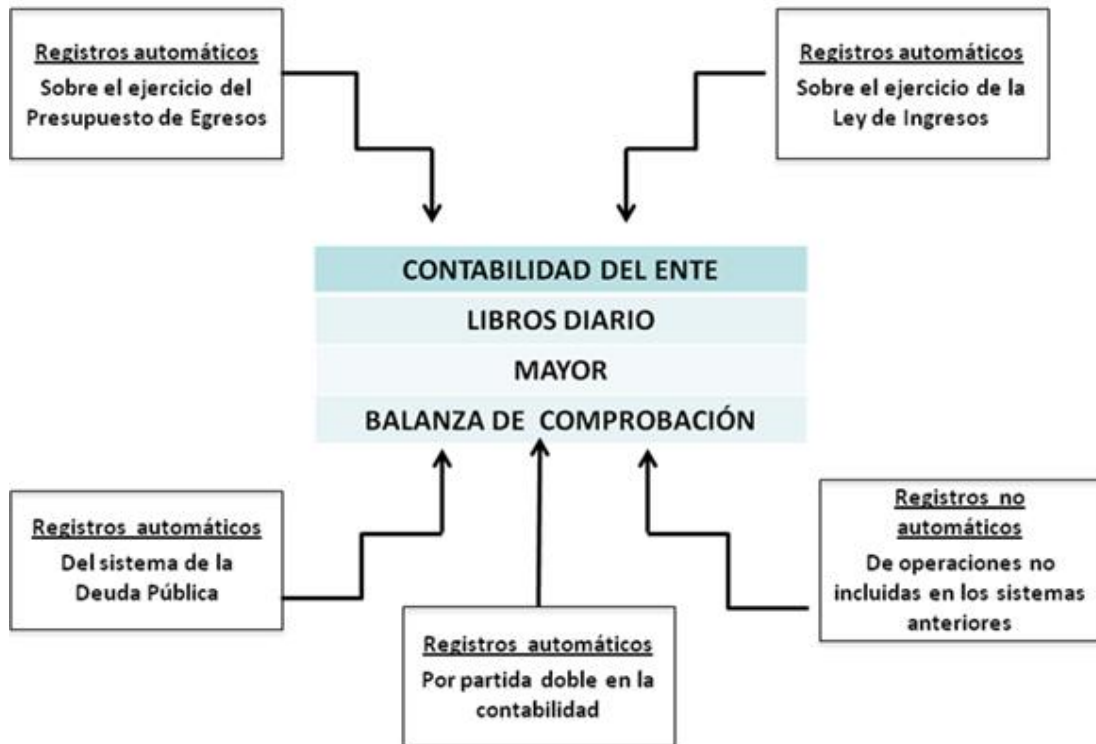 Registros automáticos
Sobre el ejercicio del
Presupuesto de Egresos
Registros automáticos
Sobre el ejercicio de la
Ley de Ingresos
CONTABILIDAD DEL ENTE
LIBROS DIARIO
MAYOR
BALANZA DE COMPROBACIÓN
Registros automáticos
Del sistema de la
Deuda Pública
Registros automáticos
Por partida doble en la
contabilidad
Registros no
automáticos
De operaciones no
incluidas en los sistemas
anteriores